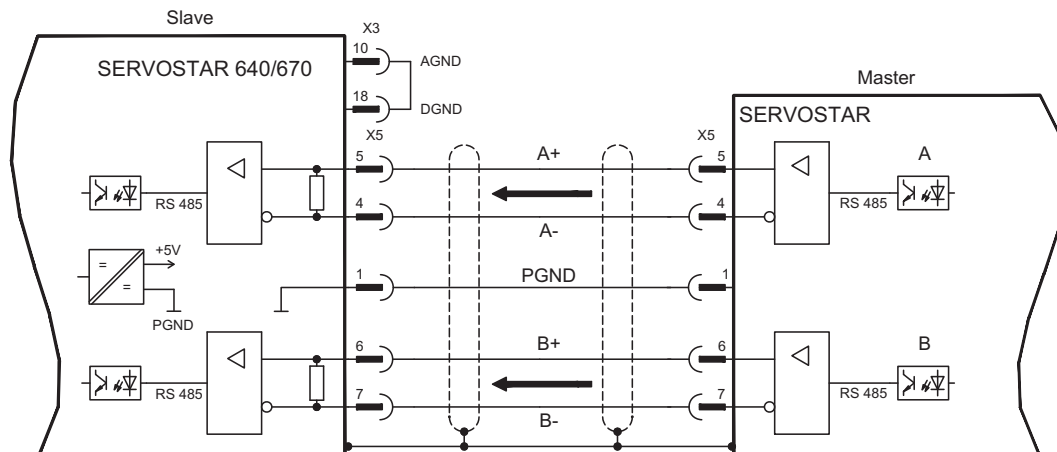 Slave
X3
10
AGND
SERVOSTAR 640/670
Master
18
DGND
SERVOSTAR
X5
X5
5
A+
5
A
RS 485
RS 485
4
A-
4
+5V
=
=
1
PGND
1
PGND
6
B+
6
B
RS 485
RS 485
7
B-
7